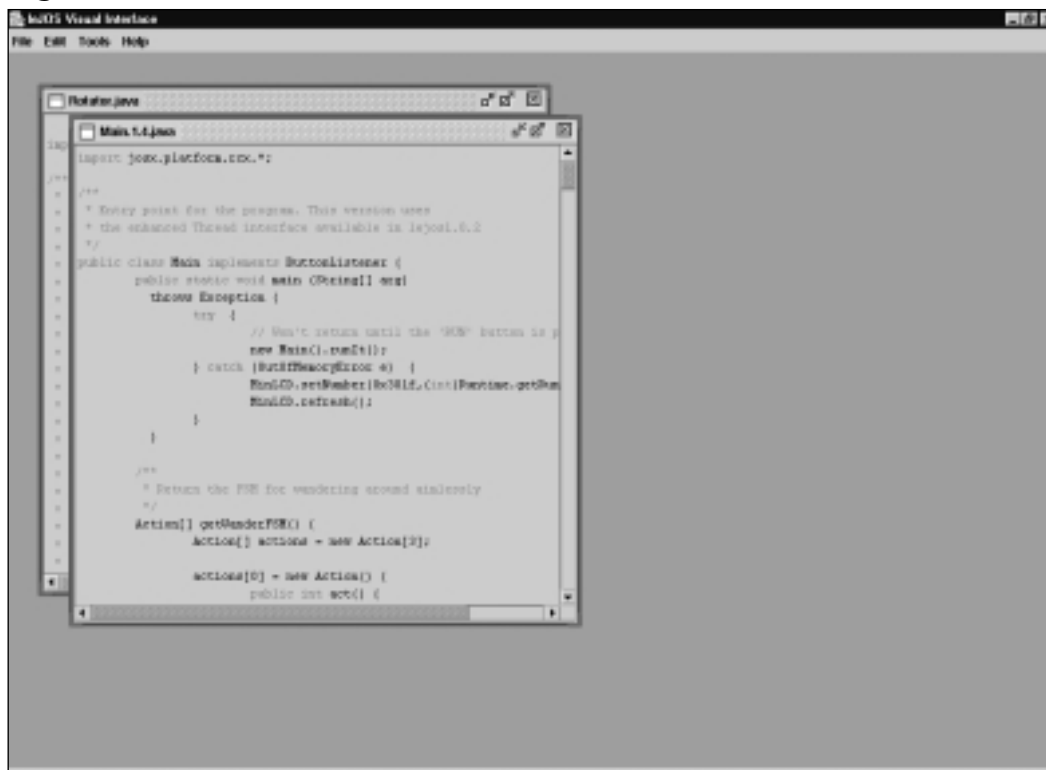 leJOS Visual Interface
File Edit Tools Help
Rotator.java
imp
/**
Main.1.4.java
import josx.platform.rcx.*;
/**
* Entry point for the program. This version uses
* the enhanced Thread interface available in lejos1.0.2
*/
public class Main implements ButtonListener {
public static void main (String[] arg)
throws Exception {
try {
// Won't return until the 'RUN' button is p
new Main().runIt();
} catch (OutOfMemoryError e) {
MinLCD.setNumber(0x301f,(int)Runtime.getRun
MinLCD.refresh();
}
}
/**
* Return the FSM for wandering around aimlessly
*/
Action[] getWanderFSM() {
Action[] actions = new Action[3];
actions[0] = new Action() {
public int act() {